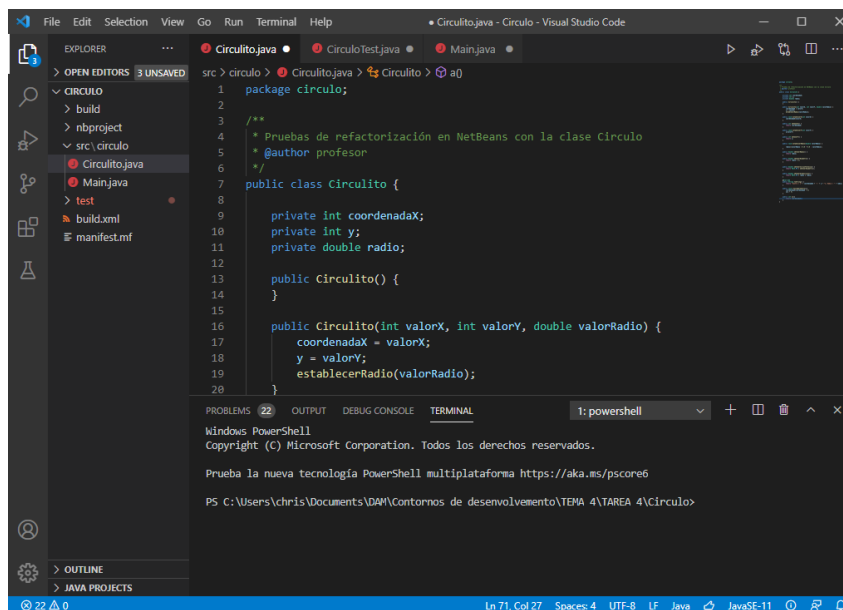 File Edit Selection View Go Run Terminal Help
● Circulito.java - Circulo - Visual Studio Code
EXPLORER
OPEN EDITORS 3 UNSAVED
CIRCULO
build
nbproject
src\circulo
Circulito.java
Main.java
test
build.xml
manifest.mf
OUTLINE
JAVA PROJECTS
3
Circulito.java ● CirculoTest.java ● Main.java ●
src > circulo > Circulito.java > Circulito > a()
1 package circulo;
2
3 /**
4 * Pruebas de refactorización en NetBeans con la clase Circulo
5 * @author profesor
6 */
7 public class Circulito {
8
9 private int coordenadaX;
10 private int y;
11 private double radio;
12
13 public Circulito() {
14 }
15
16 public Circulito(int valorX, int valorY, double valorRadio) {
17 coordenadaX = valorX;
18 y = valorY;
19 establecerRadio(valorRadio);
20 }
PROBLEMS 22 OUTPUT DEBUG CONSOLE TERMINAL 1: powershell
Windows PowerShell
Copyright (C) Microsoft Corporation. Todos los derechos reservados.
Prueba la nueva tecnología PowerShell multiplataforma https://aka.ms/pscore6
PS C:\Users\chris\Documents\DAM\Contornos de desenvolvemento\TEMA 4\TAREA 4\Circulo>
22 0 Ln 71, Col 27 Spaces: 4 UTF-8 LF Java JavaSE-11